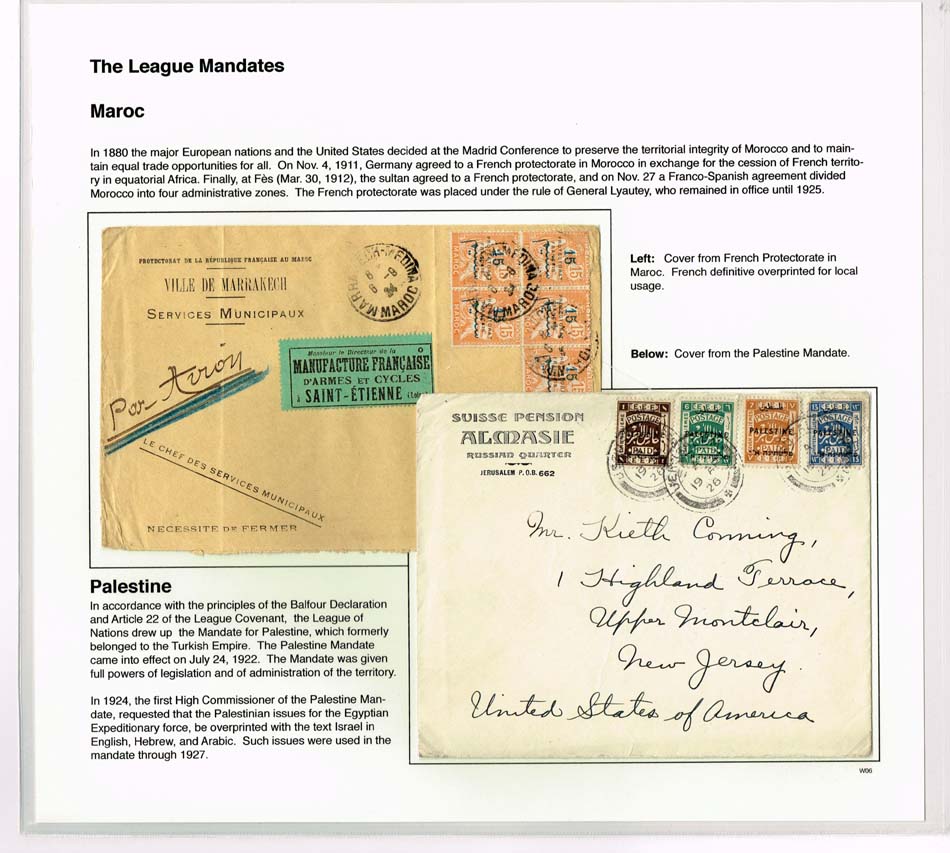 The League Mandates
Maroc
In 1880 the major European nations and the United States decided at the Madrid Conference to preserve the territorial integrity of Morocco and to main-
tain equal trade opportunities for all. On Nov. 4, 1911, Germany agreed to a French protectorate in Morocco in exchange for the cession of French territo-
ry in equatorial Africa. Finally, at Fès (Mar. 30, 1912), the sultan agreed to a French protectorate, and on Nov. 27 a Franco-Spanish agreement divided
Morocco into four administrative zones. The French protectorate was placed under the rule of General Lyautey, who remained in office until 1925.
PROTECTORAT DE LA RÉPUBLIQUE FRANÇAISE AU MAROC
VILLE DE MARRAKECH
SERVICES MUNICIPAUX
MARRAKECH-MEDINA
MAROC
Monsieur le Directeur de la
MANUFACTURE FRANÇAISE
D'ARMES ET CYCLES
à SAINT-ÉTIENNE
Par Avion
LE CHEF DES SERVICES MUNICIPAUX
NECESSITE DE FERMER
15
MAROC
Left: Cover from French Protectorate in
Maroc. French definitive overprinted for local
usage.
Below: Cover from the Palestine Mandate.
SUISSE PENSION
ALMASIE
RUSSIAN QUARTER
JERUSALEM P.O.B. 662
E.E.F.
POSTAGE
PAID
PALESTINE
Mr. Kieth Conning,
1 Highland Terrace,
Upper Montclair,
New Jersey.
United States of America
Palestine
In accordance with the principles of the Balfour Declaration
and Article 22 of the League Covenant, the League of
Nations drew up the Mandate for Palestine, which formerly
belonged to the Turkish Empire. The Palestine Mandate
came into effect on July 24, 1922. The Mandate was given
full powers of legislation and of administration of the territory.
In 1924, the first High Commissioner of the Palestine Man-
date, requested that the Palestinian issues for the Egyptian
Expeditionary force, be overprinted with the text Israel in
English, Hebrew, and Arabic. Such issues were used in the
mandate through 1927.
W06